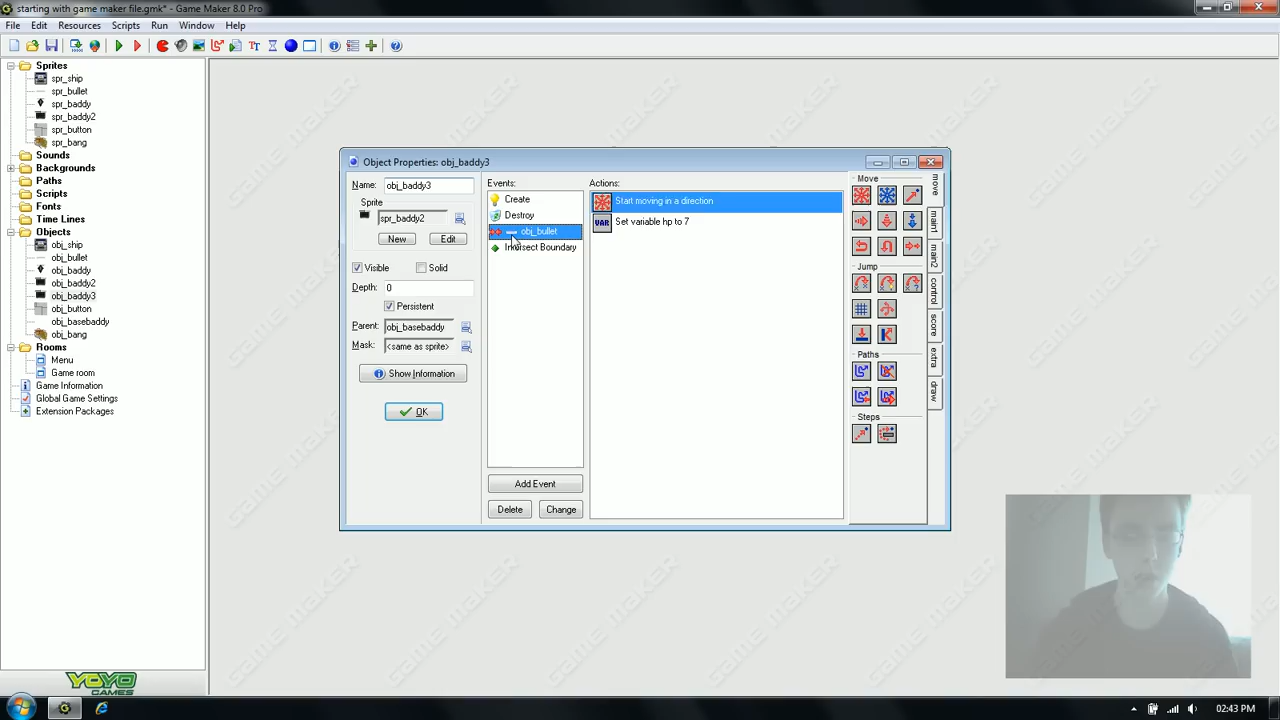 starting with game maker file.gmk* - Game Maker 8.0 Pro
File Edit Resources Scripts Run Window Help
Sprites
spr_ship
spr_bullet
spr_baddy
spr_baddy2
spr_button
spr_bang
Sounds
Backgrounds
Paths
Scripts
Fonts
Time Lines
Objects
obj_ship
obj_bullet
obj_baddy
obj_baddy2
obj_baddy3
obj_button
obj_basebaddy
obj_bang
Rooms
Menu
Game room
Game Information
Global Game Settings
Extension Packages
YOYO
GAMES
Object Properties: obj_baddy3
Name: obj_baddy3
Sprite
spr_baddy2
New Edit
Visible Solid
Depth: 0
Persistent
Parent: obj_basebaddy
Mask: <same as sprite>
Show Information
OK
Events:
Create
Destroy
obj_bullet
Intersect Boundary
Add Event
Delete Change
Actions:
Start moving in a direction
VAR Set variable hp to 7
Move
Jump
Paths
Steps
move
main1
main2
control
score
extra
draw
GAME MAKER
02:43 PM